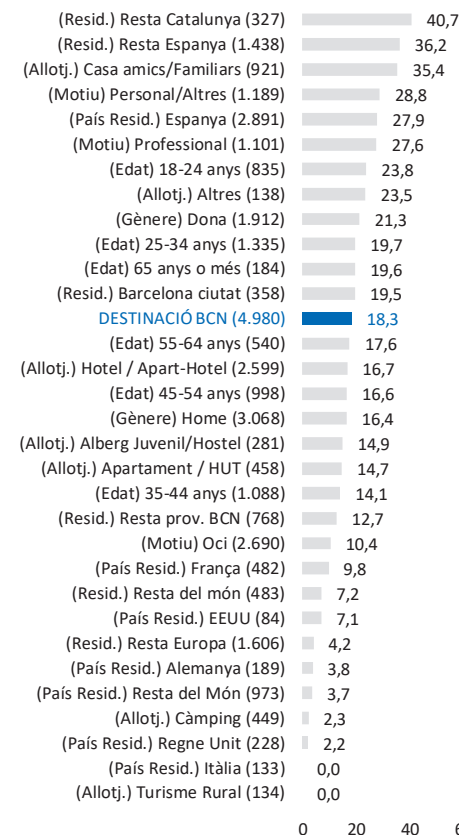 (Resid.) Resta Catalunya (327) 40,7
(Resid.) Resta Espanya (1.438) 36,2
(Allotj.) Casa amics/Familiars (921) 35,4
(Motiu) Personal/Altres (1.189) 28,8
(País Resid.) Espanya (2.891) 27,9
(Motiu) Professional (1.101) 27,6
(Edat) 18-24 anys (835) 23,8
(Allotj.) Altres (138) 23,5
(Gènere) Dona (1.912) 21,3
(Edat) 25-34 anys (1.335) 19,7
(Edat) 65 anys o més (184) 19,6
(Resid.) Barcelona ciutat (358) 19,5
DESTINACIÓ BCN (4.980) 18,3
(Edat) 55-64 anys (540) 17,6
(Allotj.) Hotel / Apart-Hotel (2.599) 16,7
(Edat) 45-54 anys (998) 16,6
(Gènere) Home (3.068) 16,4
(Allotj.) Alberg Juvenil/Hostel (281) 14,9
(Allotj.) Apartament / HUT (458) 14,7
(Edat) 35-44 anys (1.088) 14,1
(Resid.) Resta prov. BCN (768) 12,7
(Motiu) Oci (2.690) 10,4
(País Resid.) França (482) 9,8
(Resid.) Resta del món (483) 7,2
(País Resid.) EEUU (84) 7,1
(Resid.) Resta Europa (1.606) 4,2
(País Resid.) Alemanya (189) 3,8
(País Resid.) Resta del Món (973) 3,7
(Allotj.) Càmping (449) 2,3
(País Resid.) Regne Unit (228) 2,2
(País Resid.) Itàlia (133) 0,0
(Allotj.) Turisme Rural (134) 0,0
0 20 40